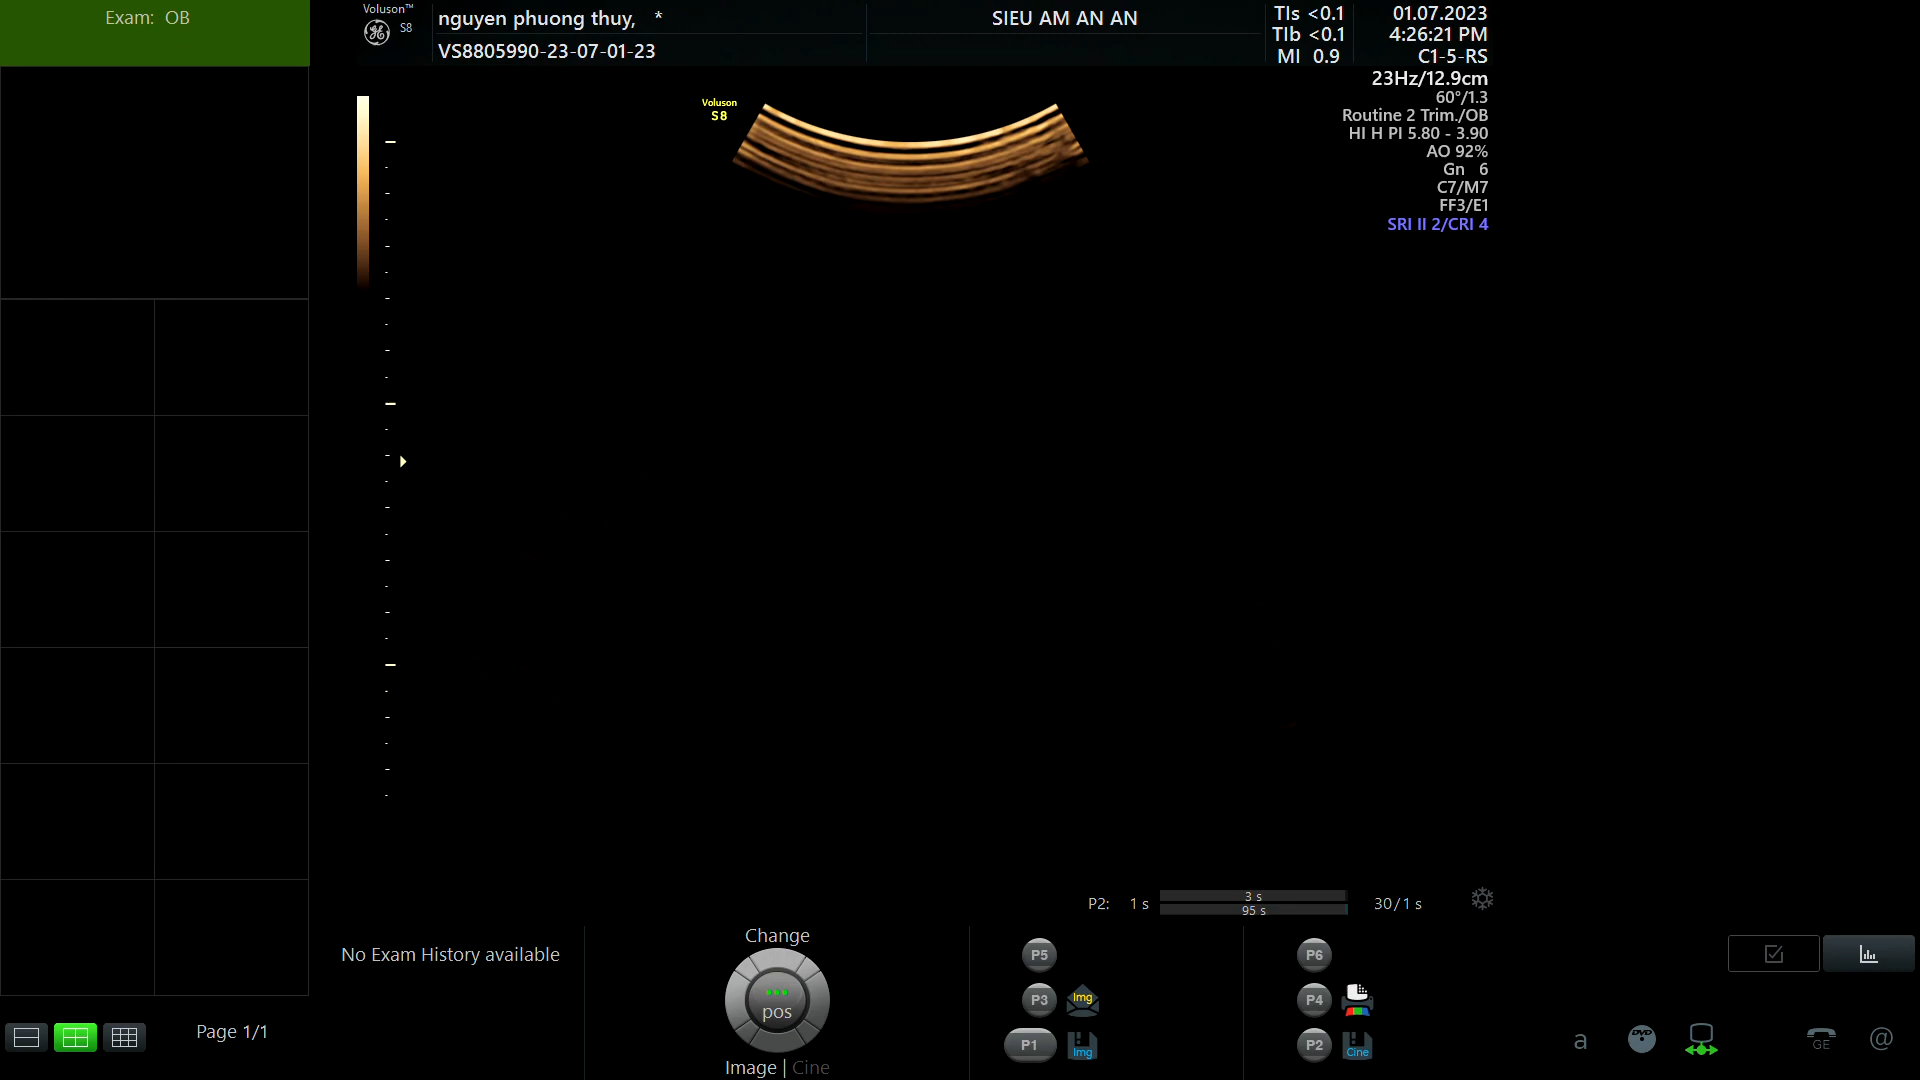 Exam: OB
Voluson™
S8
nguyen phuong thuy, *
VS8805990-23-07-01-23
SIEU AM AN AN
TIs <0.1
TIb <0.1
MI 0.9
01.07.2023
4:26:21 PM
C1-5-RS
23Hz/12.9cm
60°/1.3
Routine 2 Trim./OB
HI H PI 5.80 - 3.90
AO 92%
Gn 6
C7/M7
FF3/E1
SRI II 2/CRI 4
Voluson
S8
P2: 1 s
3 s
95 s
30/1 s
No Exam History available
Change
pos
Image | Cine
P5
P3 Img
P1 Img
P6
P4
P2 Cine
Page 1/1
a
DVD
GE
@